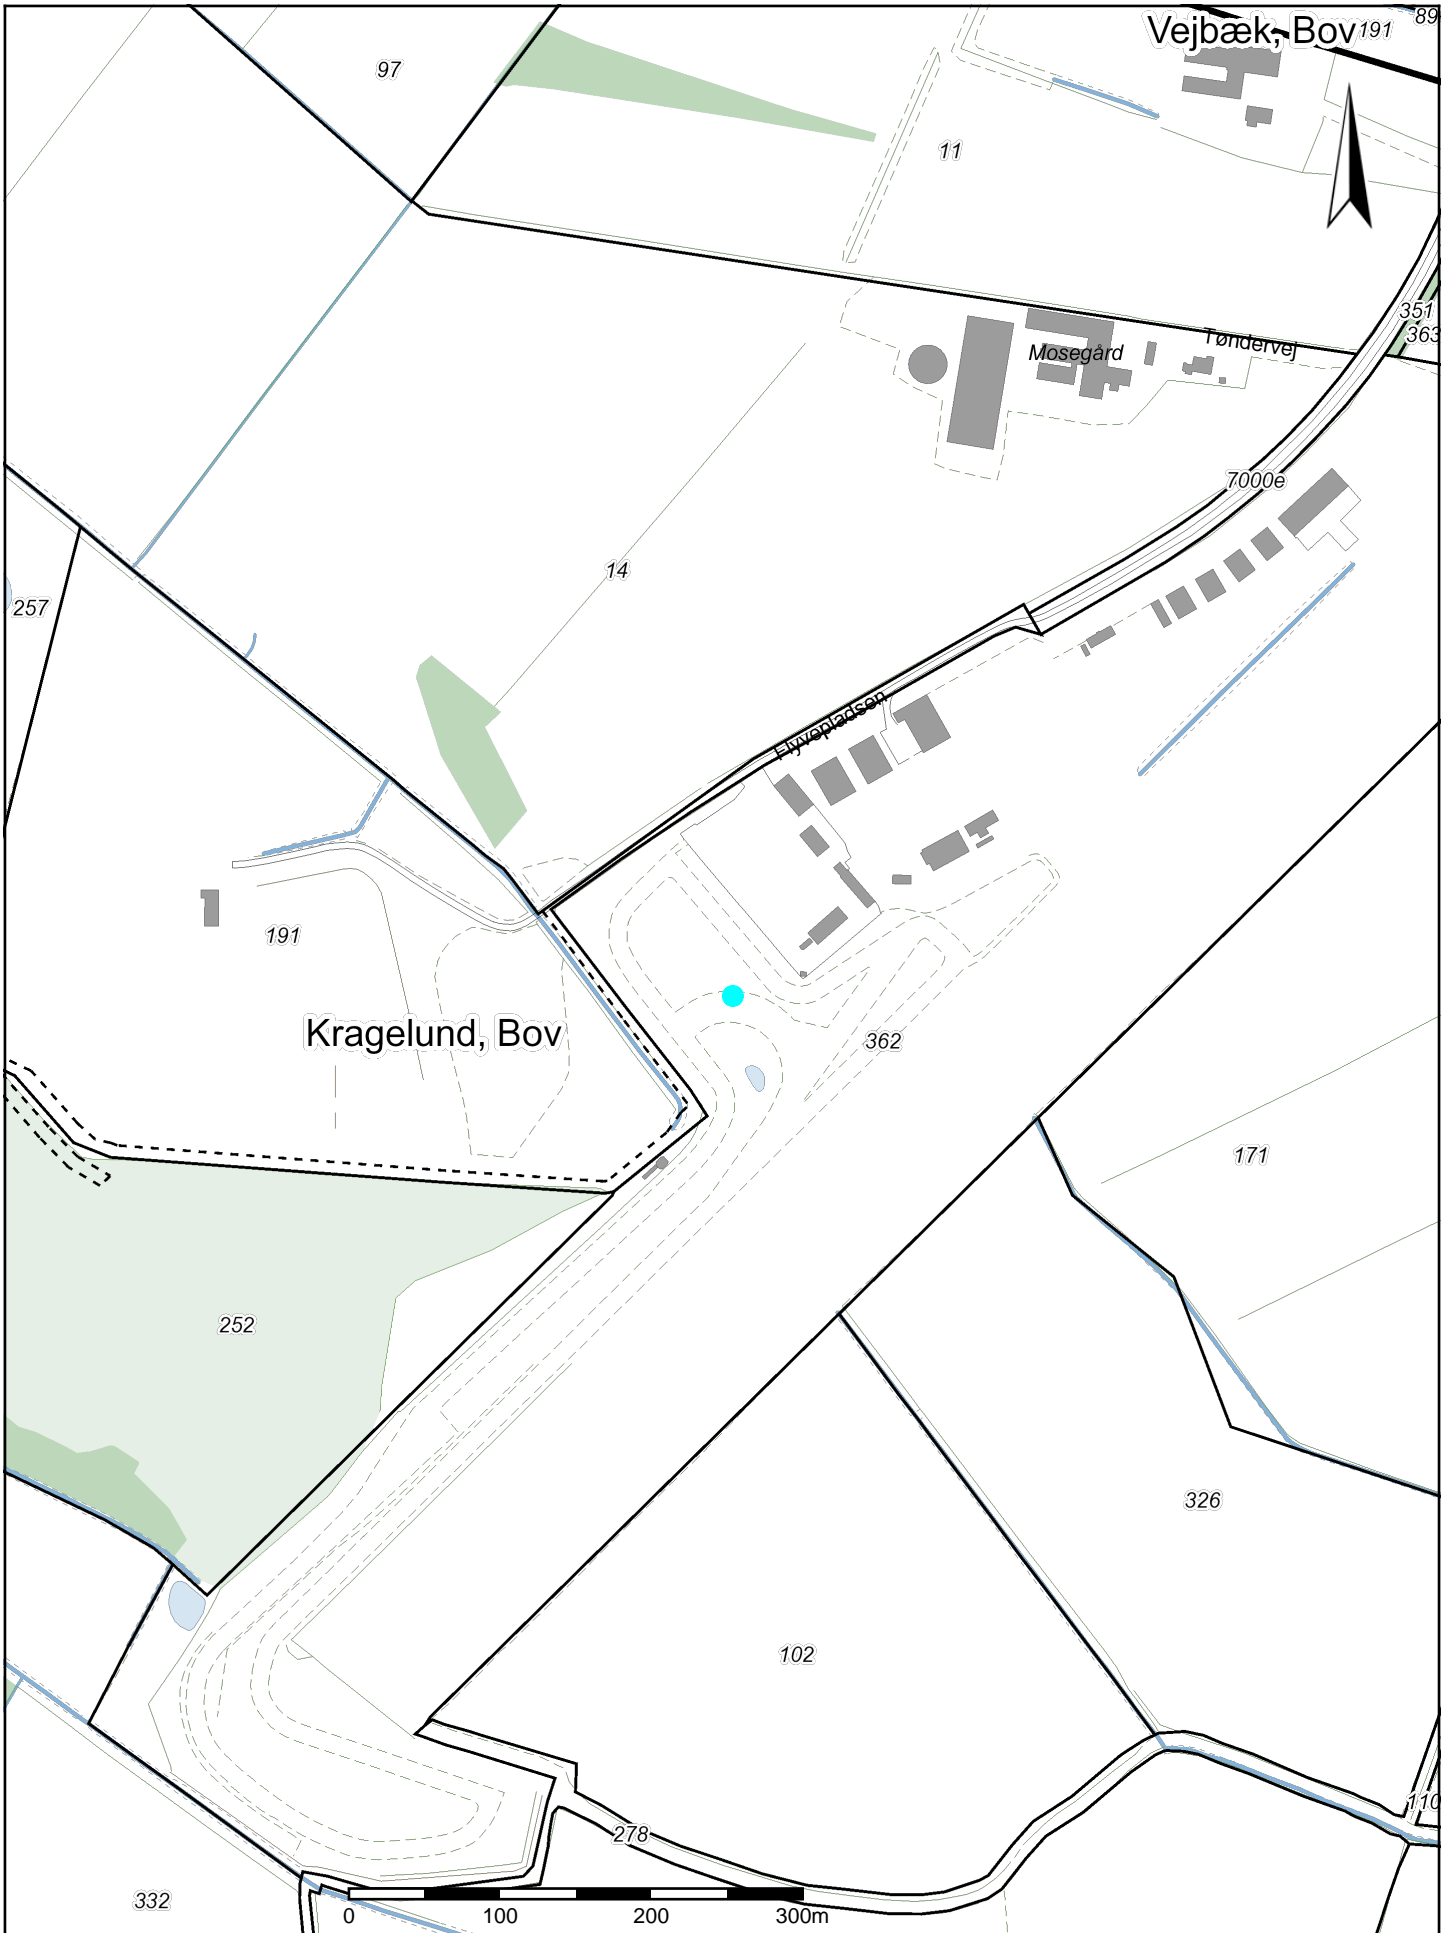 89
Vejbæk, Bov
191
97
11
351
363
Tøndervej
Mosegård
7000e
14
257
Flyvepladsen
191
Kragelund, Bov
362
171
252
326
102
110
278
332
0 100 200 300m